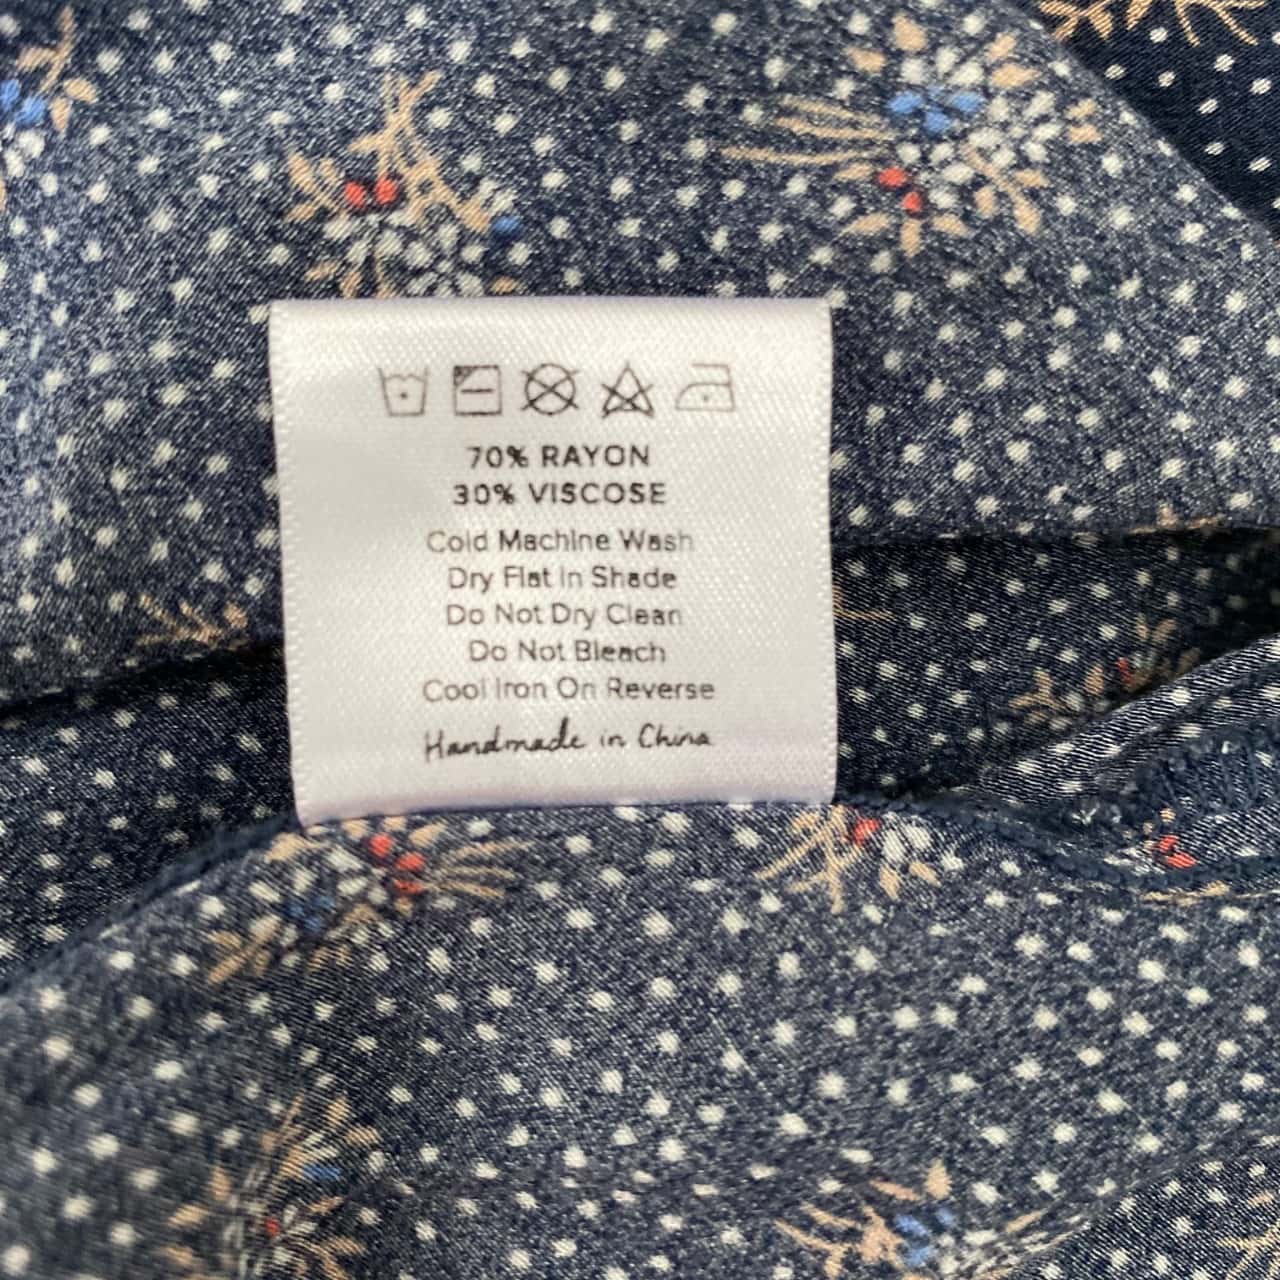 70% RAYON
30% VISCOSE
Cold Machine Wash
Dry Flat In Shade
Do Not Dry Clean
Do Not Bleach
Cool Iron On Reverse
Handmade in China